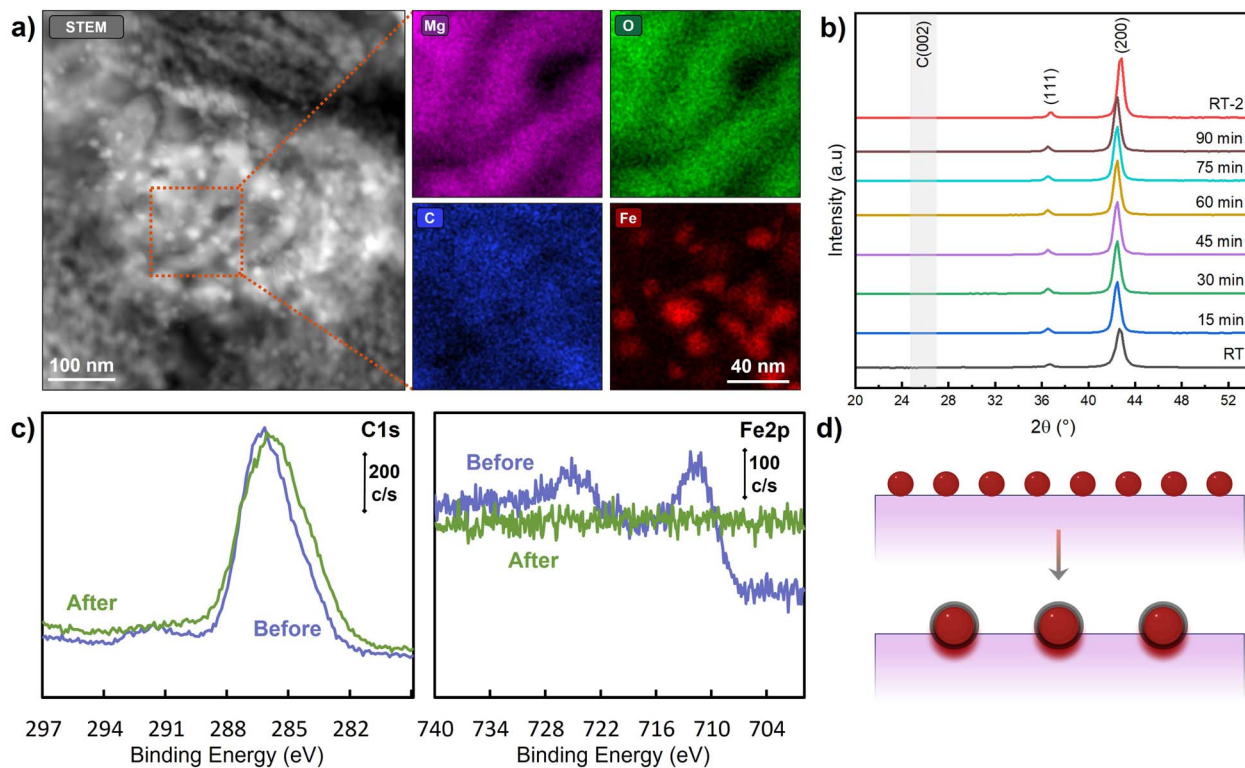 a)
STEM
100 nm
Mg
O
C
Fe
40 nm
b)
Intensity (a.u)
C(002)
(111)
(200)
RT-2
90 min
75 min
60 min
45 min
30 min
15 min
RT
20 24 28 32 36 40 44 48 52
2θ (°)
c)
C1s
200
c/s
After
Before
297 294 291 288 285 282
Binding Energy (eV)
Fe2p
100
c/s
Before
After
740 734 728 722 716 710 704
Binding Energy (eV)
d)